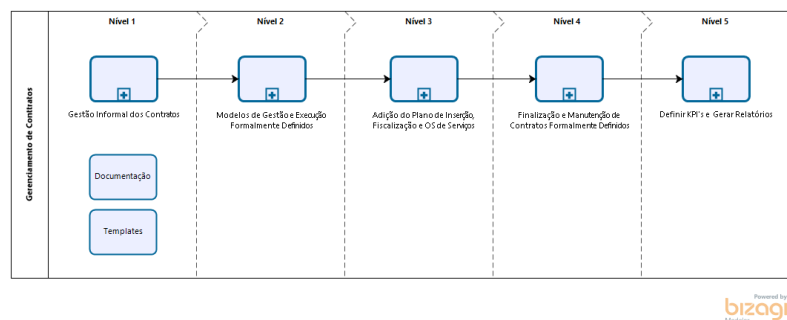 Nível 1
Nível 2
Nível 3
Nível 4
Nível 5
Gerenciamento de Conttratos
Gestão Informal dos Contratos
Modelos de Gestão e Execução
Formalmente Definidos
Adição do Plano de Inserção,
Fiscalização e OS de Serviços
Finalização e Manutenção de
Contratos Formalmente Definidos
Definir KPI's e Gerar Relatórios
Documentação
Templates
Powered by
bizagi
Modeler